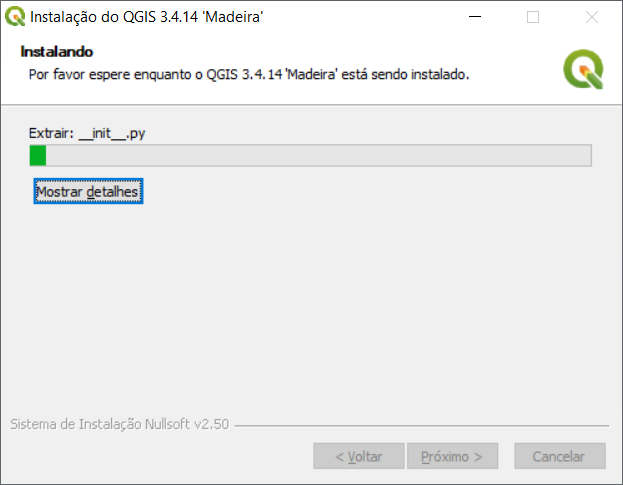 Instalação do QGIS 3.4.14 'Madeira'
Instalando
Por favor espere enquanto o QGIS 3.4.14 'Madeira' está sendo instalado.
Extrair: __init__.py
Mostrar detalhes
Sistema de Instalação Nullsoft v2.50
< Voltar
Próximo >
Cancelar